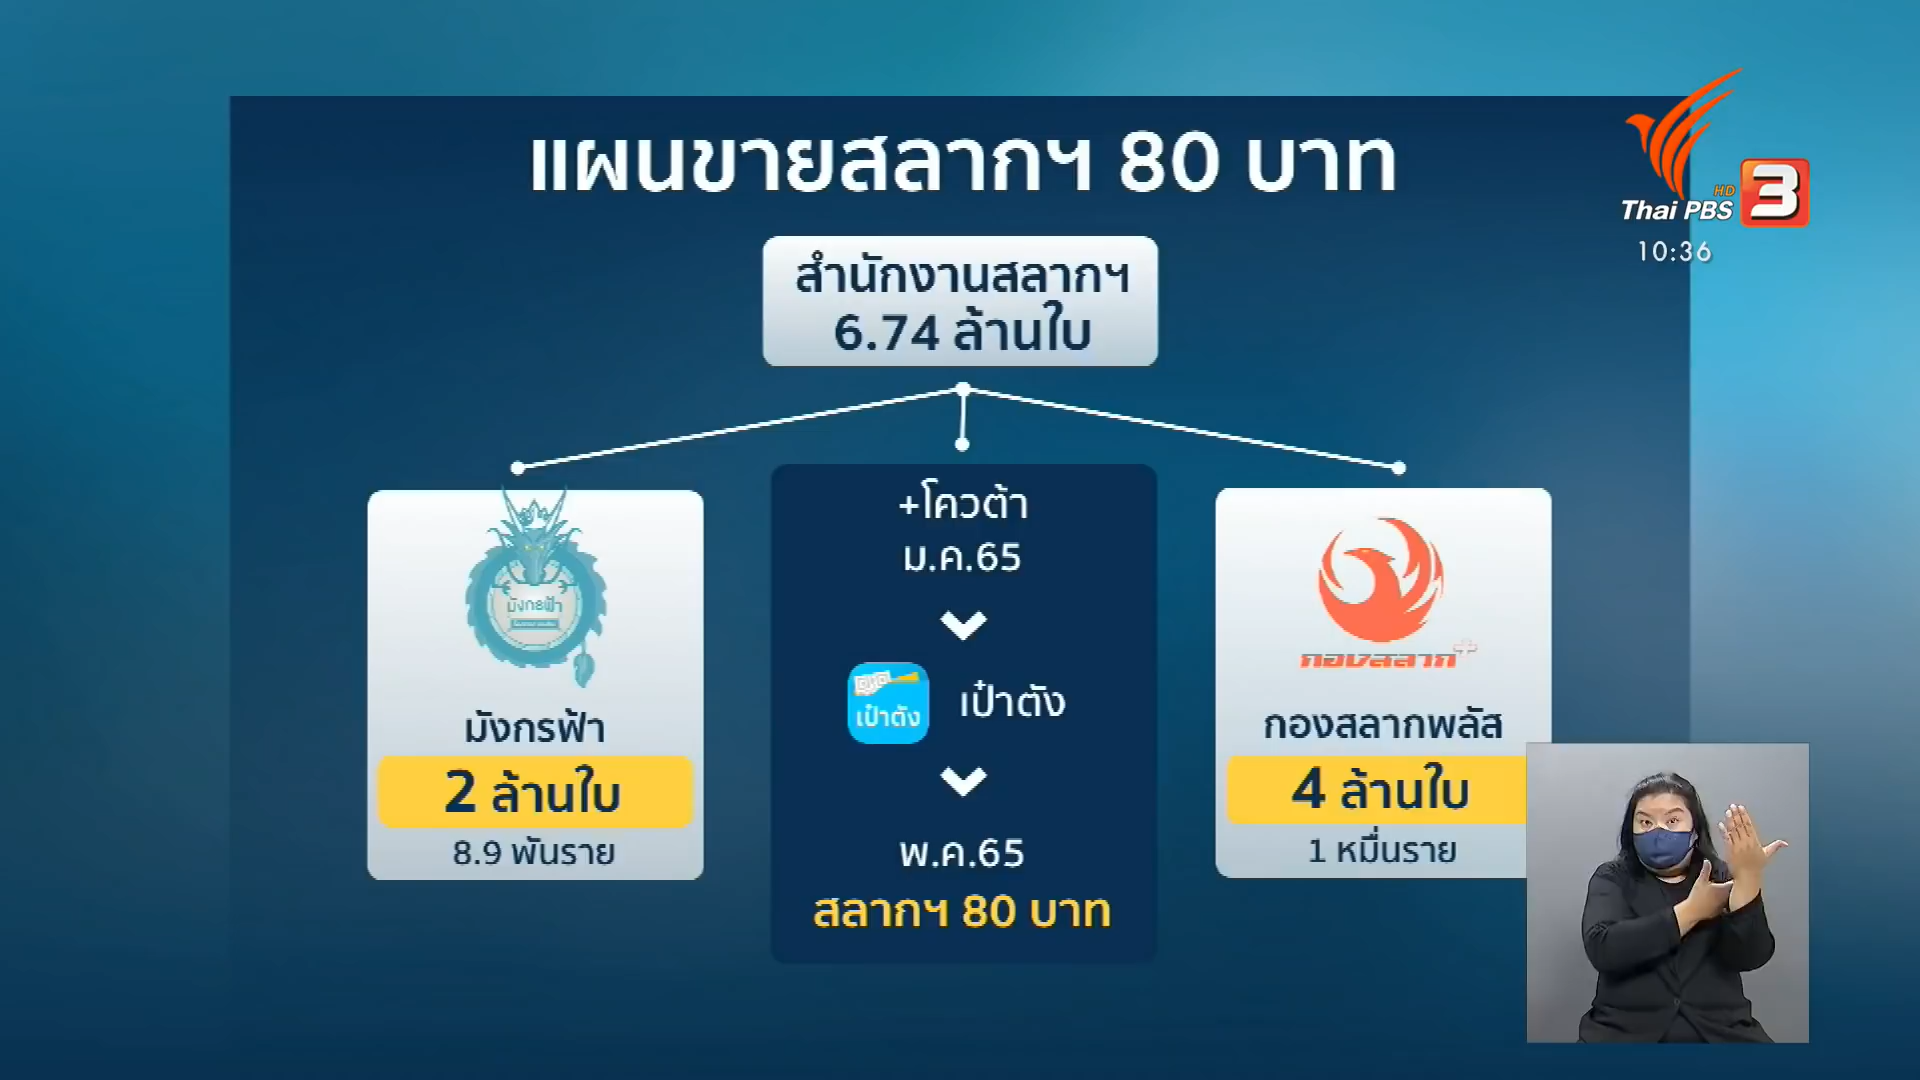 แผนขายสลากฯ 80 บาท
HD
Thai PBS 3
10:36
สำนักงานสลากฯ
6.74 ล้านใบ
มังกรฟ้า
มังกรฟ้า
2 ล้านใบ
8.9 พันราย
+โควต้า
ม.ค.65
เป๋าตัง
เป๋าตัง
พ.ค.65
สลากฯ 80 บาท
กองสลาก+
กองสลากพลัส
4 ล้านใบ
1 หมื่นราย